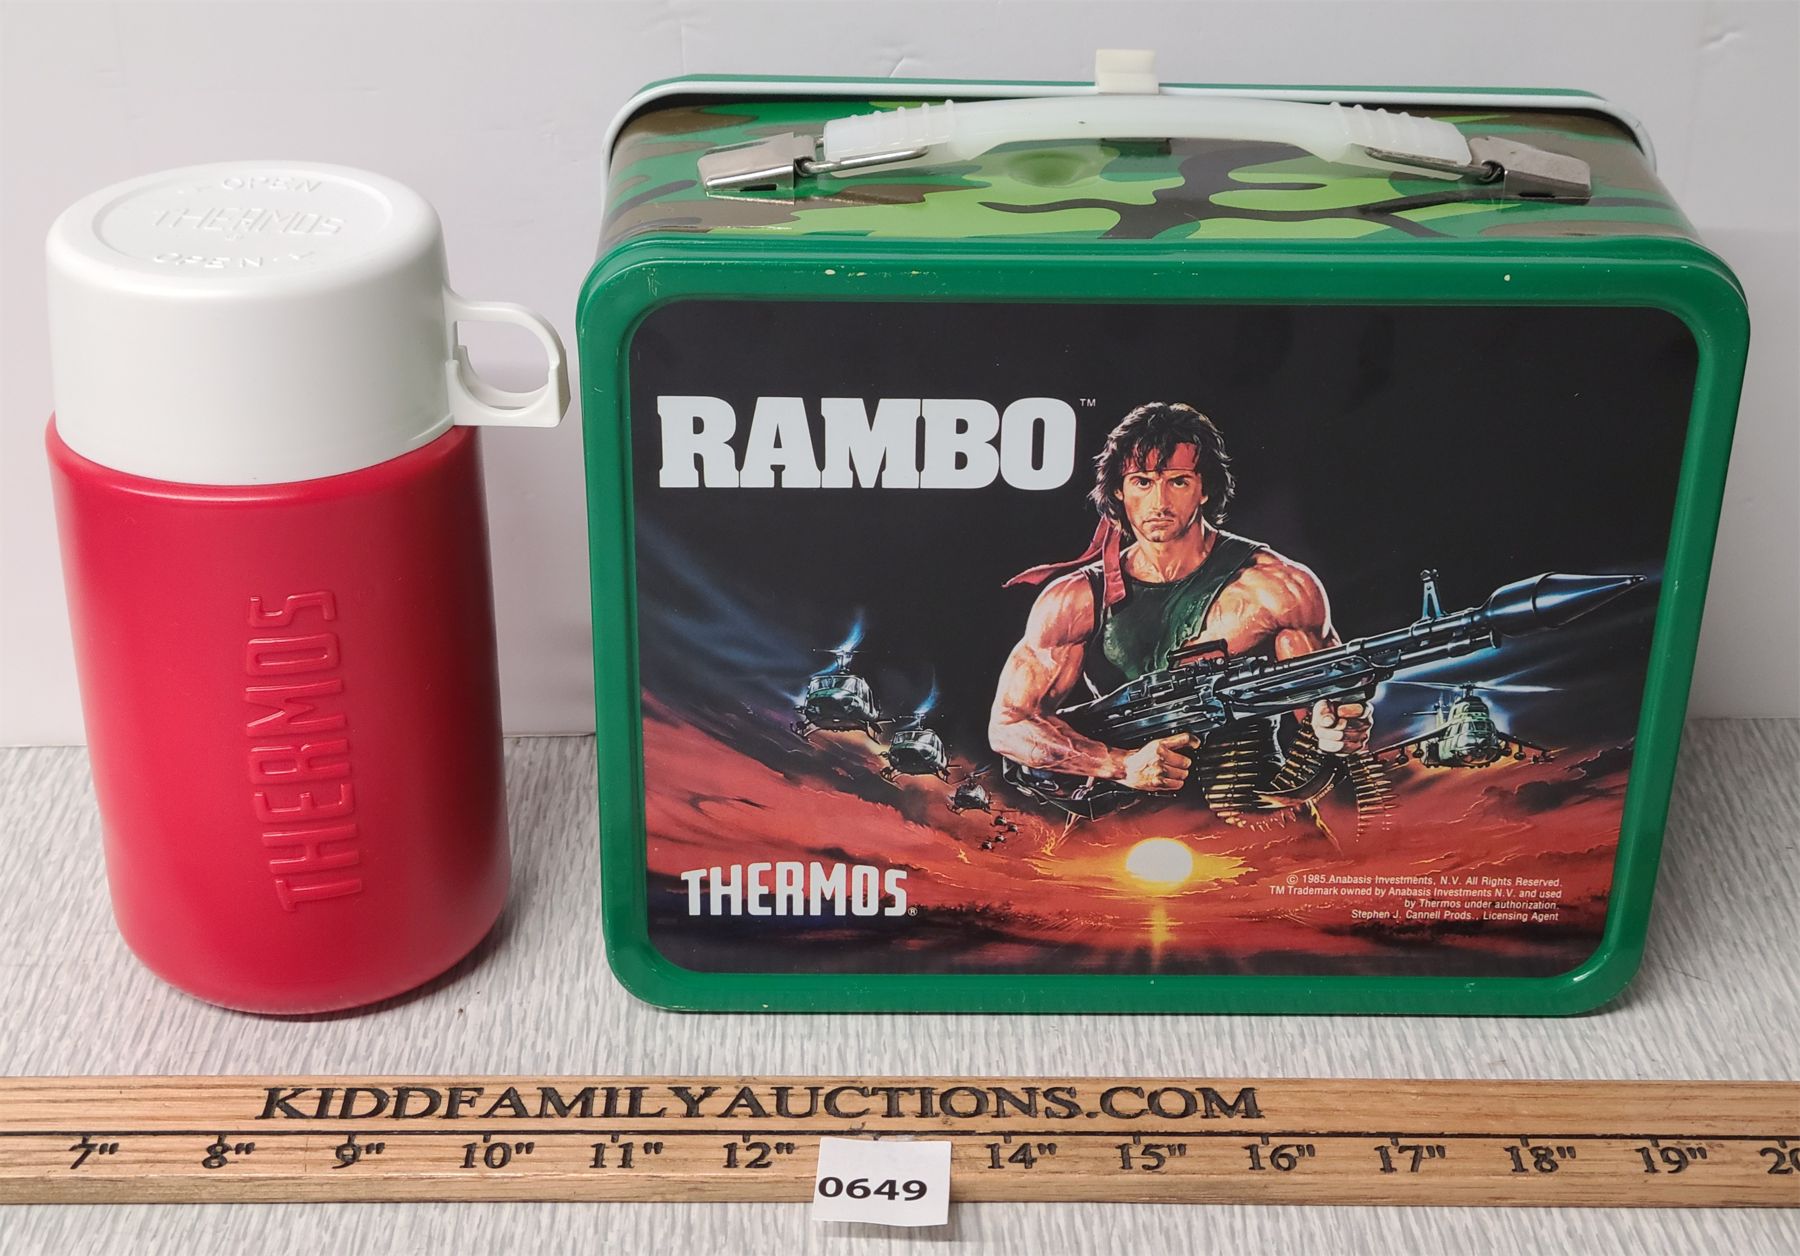 OPEN
THERMOS
OPEN
THERMOS
RAMBO™
THERMOS®
© 1985 Anabasis Investments, N.V. All Rights Reserved.
TM Trademark owned by Anabasis Investments N.V. and used
by Thermos under authorization.
Stephen J. Cannell Prods., Licensing Agent
KIDDFAMILYAUCTIONS.COM
7" 8" 9" 10" 11" 12" 14" 15" 16" 17" 18" 19" 20
0649